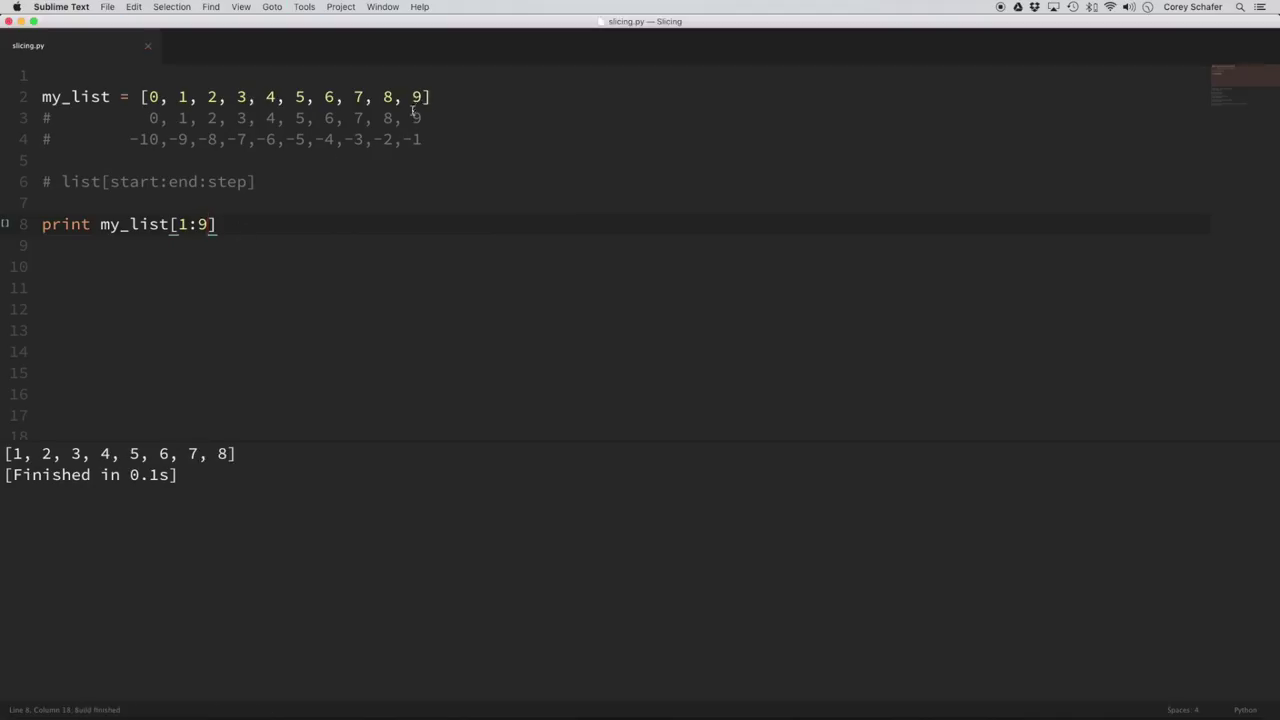 Sublime Text File Edit Selection Find View Goto Tools Project Window Help Corey Schafer
slicing.py — Slicing
slicing.py
1
2 my_list = [0, 1, 2, 3, 4, 5, 6, 7, 8, 9]
3 # 0, 1, 2, 3, 4, 5, 6, 7, 8, 9
4 # -10,-9,-8,-7,-6,-5,-4,-3,-2,-1
5
6 # list[start:end:step]
7
8 print my_list[1:9]
9
10
11
12
13
14
15
16
17
18
[1, 2, 3, 4, 5, 6, 7, 8]
[Finished in 0.1s]
Line 8, Column 18, Build finished Spaces: 4 Python